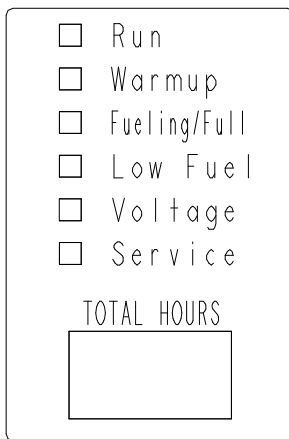 Run
Warmup
Fueling/Full
Low Fuel
Voltage
Service
TOTAL HOURS